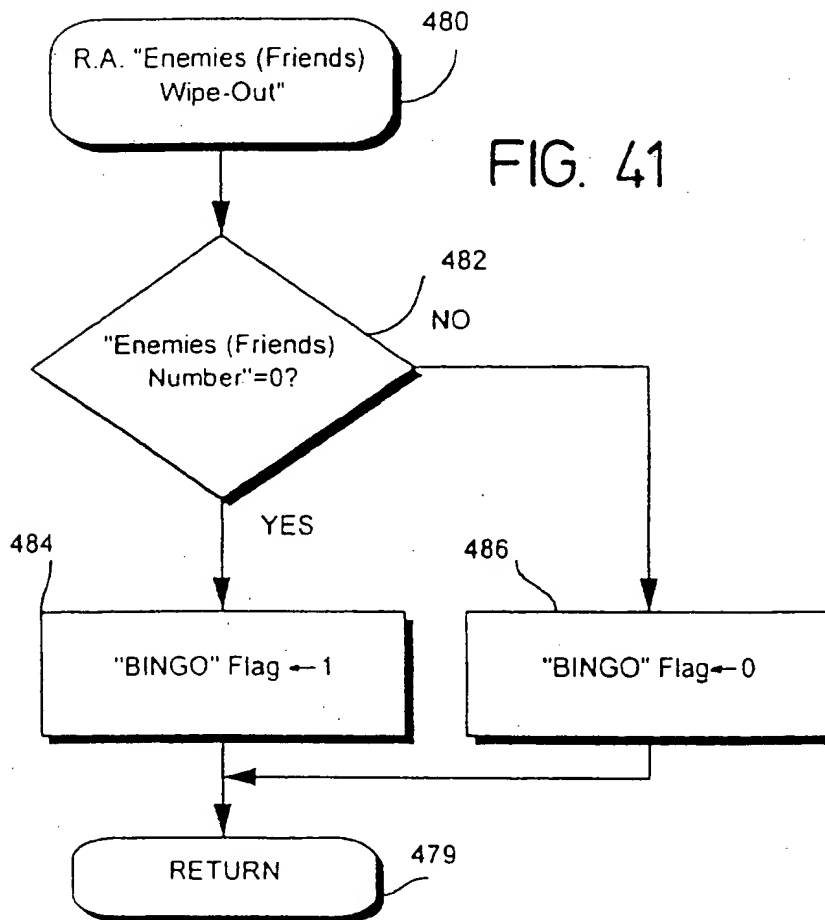 480
R.A. "Enemies (Friends)
Wipe-Out"
FIG. 41
482
NO
"Enemies (Friends)
Number"=0?
YES
484
486
"BINGO" Flag ← 1
"BINGO" Flag ← 0
RETURN
479